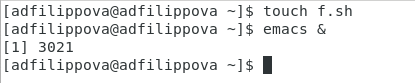 [adfilippova@adfilippova ~]$ touch f.sh
[adfilippova@adfilippova ~]$ emacs &
[1] 3021
[adfilippova@adfilippova ~]$